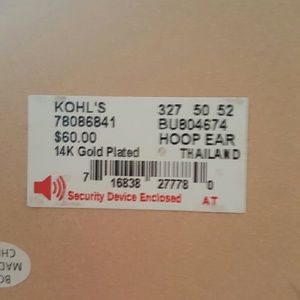 KOHL'S 327 50 52
78086841 BU804674
$60.00 HOOP EAR
14K Gold Plated THAILAND
7 16838 27778 0
Security Device Enclosed AT